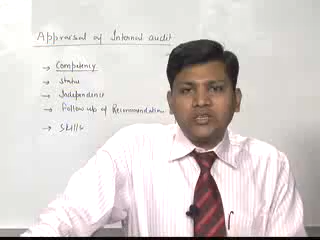 Appraisal of Internal audit
→ Competency
→ Status
→ Independence
→ Follow up of Recommendation
→ Skills